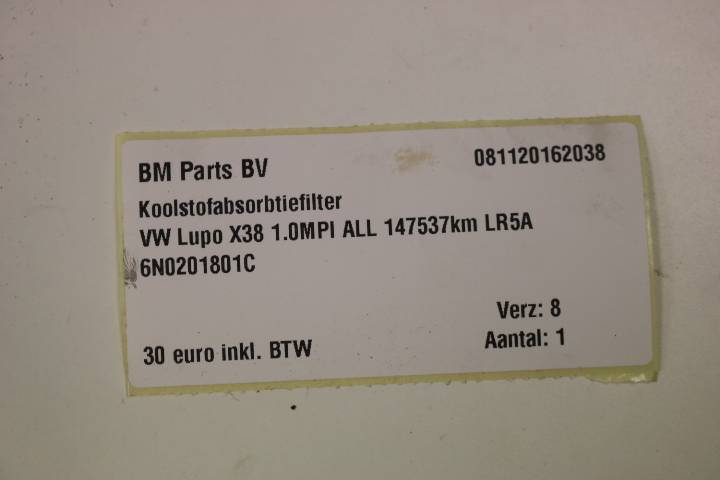 BM Parts BV 081120162038
Koolstofabsorbtiefilter
VW Lupo X38 1.0MPI ALL 147537km LR5A
6N0201801C
Verz: 8
30 euro inkl. BTW Aantal: 1